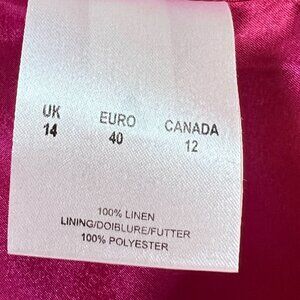 UK EURO CANADA
14 40 12
100% LINEN
LINING/DOIBLURE/FUTTER
100% POLYESTER